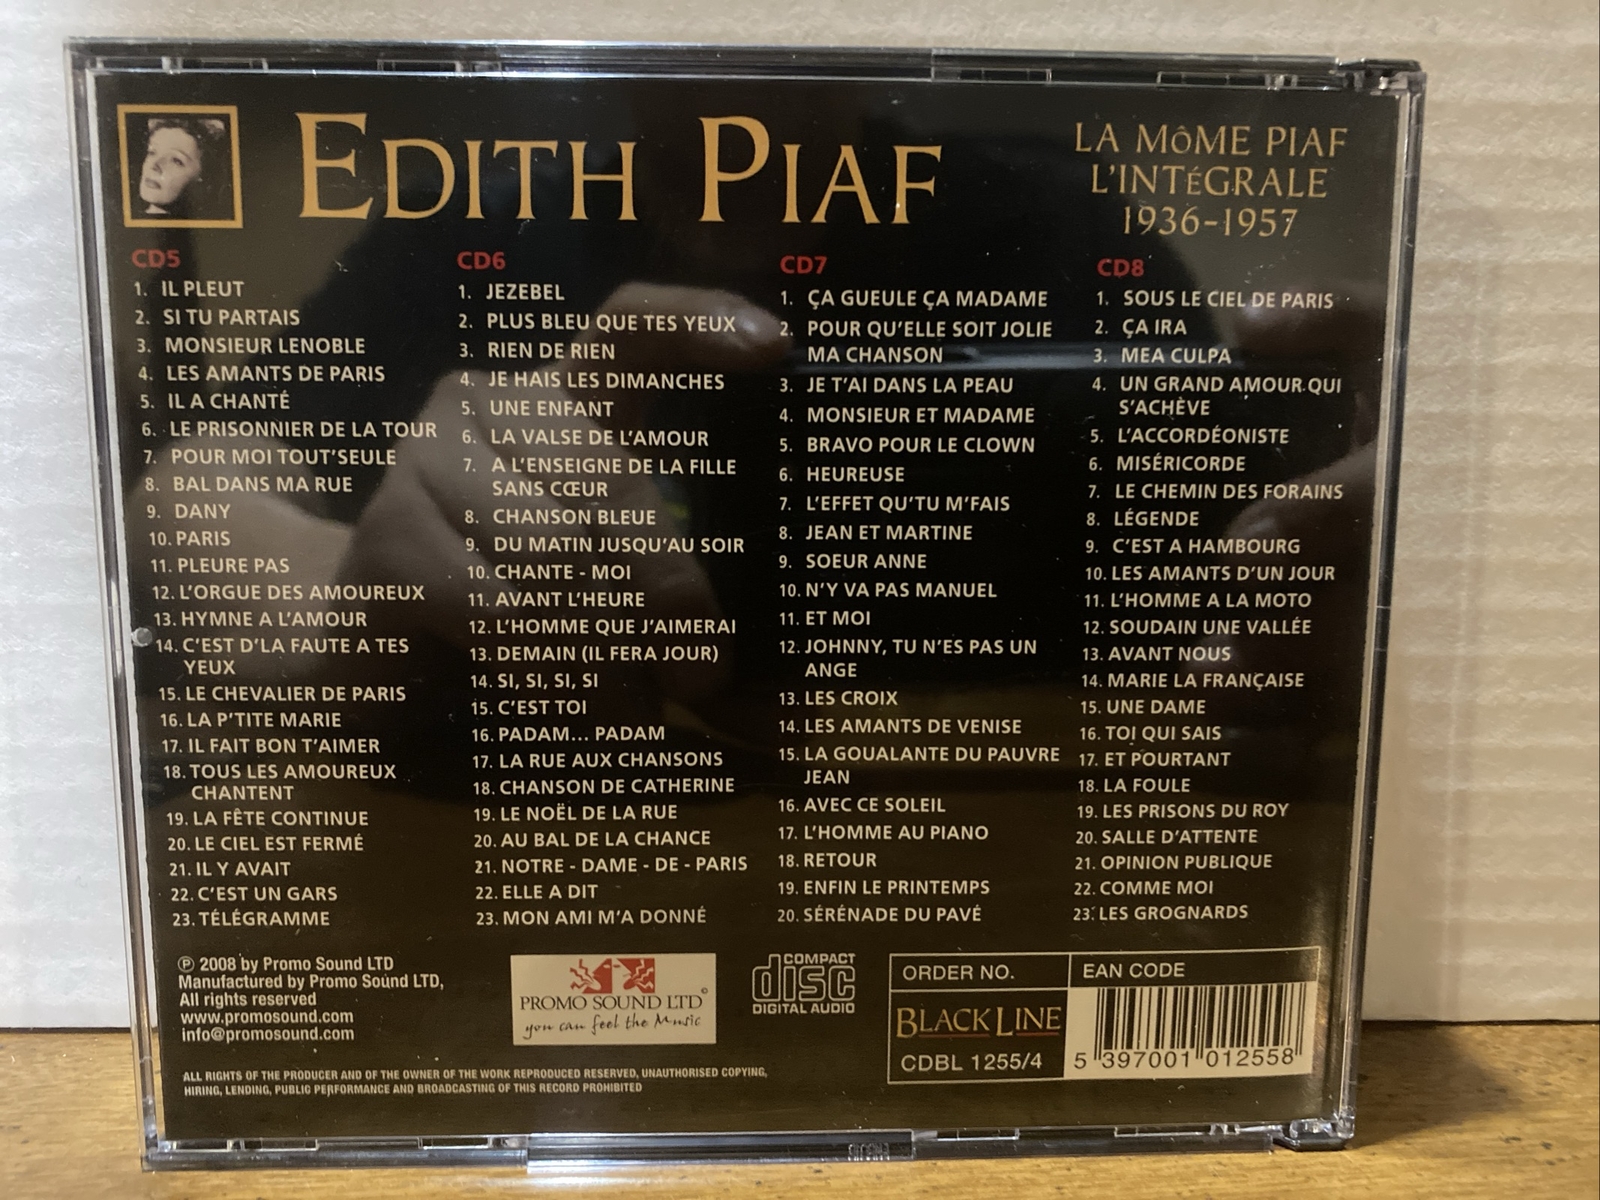 EDITH PIAF
LA MôME PIAF
L'INTéGRALE
1936-1957
CD5
1. IL PLEUT
2. SI TU PARTAIS
3. MONSIEUR LENOBLE
4. LES AMANTS DE PARIS
5. IL A CHANTÉ
6. LE PRISONNIER DE LA TOUR
7. POUR MOI TOUT'SEULE
8. BAL DANS MA RUE
9. DANY
10. PARIS
11. PLEURE PAS
12. L'ORGUE DES AMOUREUX
13. HYMNE A L'AMOUR
14. C'EST D'LA FAUTE A TES
YEUX
15. LE CHEVALIER DE PARIS
16. LA P'TITE MARIE
17. IL FAIT BON T'AIMER
18. TOUS LES AMOUREUX
CHANTENT
19. LA FÊTE CONTINUE
20. LE CIEL EST FERMÉ
21. IL Y AVAIT
22. C'EST UN GARS
23. TÉLÉGRAMME
CD6
1. JEZEBEL
2. PLUS BLEU QUE TES YEUX
3. RIEN DE RIEN
4. JE HAIS LES DIMANCHES
5. UNE ENFANT
6. LA VALSE DE L'AMOUR
7. A L'ENSEIGNE DE LA FILLE
SANS CŒUR
8. CHANSON BLEUE
9. DU MATIN JUSQU'AU SOIR
10. CHANTE - MOI
11. AVANT L'HEURE
12. L'HOMME QUE J'AIMERAI
13. DEMAIN (IL FERA JOUR)
14. SI, SI, SI, SI
15. C'EST TOI
16. PADAM... PADAM
17. LA RUE AUX CHANSONS
18. CHANSON DE CATHERINE
19. LE NOËL DE LA RUE
20. AU BAL DE LA CHANCE
21. NOTRE - DAME - DE - PARIS
22. ELLE A DIT
23. MON AMI M'A DONNÉ
CD7
1. ÇA GUEULE ÇA MADAME
2. POUR QU'ELLE SOIT JOLIE
MA CHANSON
3. JE T'AI DANS LA PEAU
4. MONSIEUR ET MADAME
5. BRAVO POUR LE CLOWN
6. HEUREUSE
7. L'EFFET QU'TU M'FAIS
8. JEAN ET MARTINE
9. SOEUR ANNE
10. N'Y VA PAS MANUEL
11. ET MOI
12. JOHNNY, TU N'ES PAS UN
ANGE
13. LES CROIX
14. LES AMANTS DE VENISE
15. LA GOUALANTE DU PAUVRE
JEAN
16. AVEC CE SOLEIL
17. L'HOMME AU PIANO
18. RETOUR
19. ENFIN LE PRINTEMPS
20. SÉRÉNADE DU PAVÉ
CD8
1. SOUS LE CIEL DE PARIS
2. ÇA IRA
3. MEA CULPA
4. UN GRAND AMOUR QUI
S'ACHÈVE
5. L'ACCORDÉONISTE
6. MISÉRICORDE
7. LE CHEMIN DES FORAINS
8. LÉGENDE
9. C'EST A HAMBOURG
10. LES AMANTS D'UN JOUR
11. L'HOMME A LA MOTO
12. SOUDAIN UNE VALLÉE
13. AVANT NOUS
14. MARIE LA FRANÇAISE
15. UNE DAME
16. TOI QUI SAIS
17. ET POURTANT
18. LA FOULE
19. LES PRISONS DU ROY
20. SALLE D'ATTENTE
21. OPINION PUBLIQUE
22. COMME MOI
23. LES GROGNARDS
℗ 2008 by Promo Sound LTD
Manufactured by Promo Sound LTD,
All rights reserved
www.promosound.com
info@promosound.com
PROMO SOUND LTD©
you can feel the Music
COMPACT
disc
DIGITAL AUDIO
ORDER NO.
BLACK LINE
CDBL 1255/4
EAN CODE
5 397001 012558
ALL RIGHTS OF THE PRODUCER AND OF THE OWNER OF THE WORK REPRODUCED RESERVED, UNAUTHORISED COPYING,
HIRING, LENDING, PUBLIC PERFORMANCE AND BROADCASTING OF THIS RECORD PROHIBITED